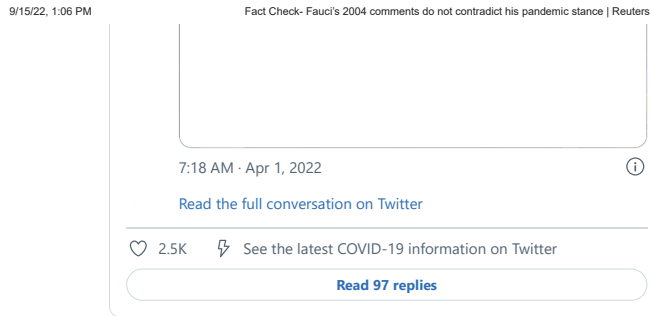 9/15/22, 1:06 PM Fact Check- Fauci's 2004 comments do not contradict his pandemic stance | Reuters
7:18 AM · Apr 1, 2022
Read the full conversation on Twitter
2.5K See the latest COVID-19 information on Twitter
Read 97 replies